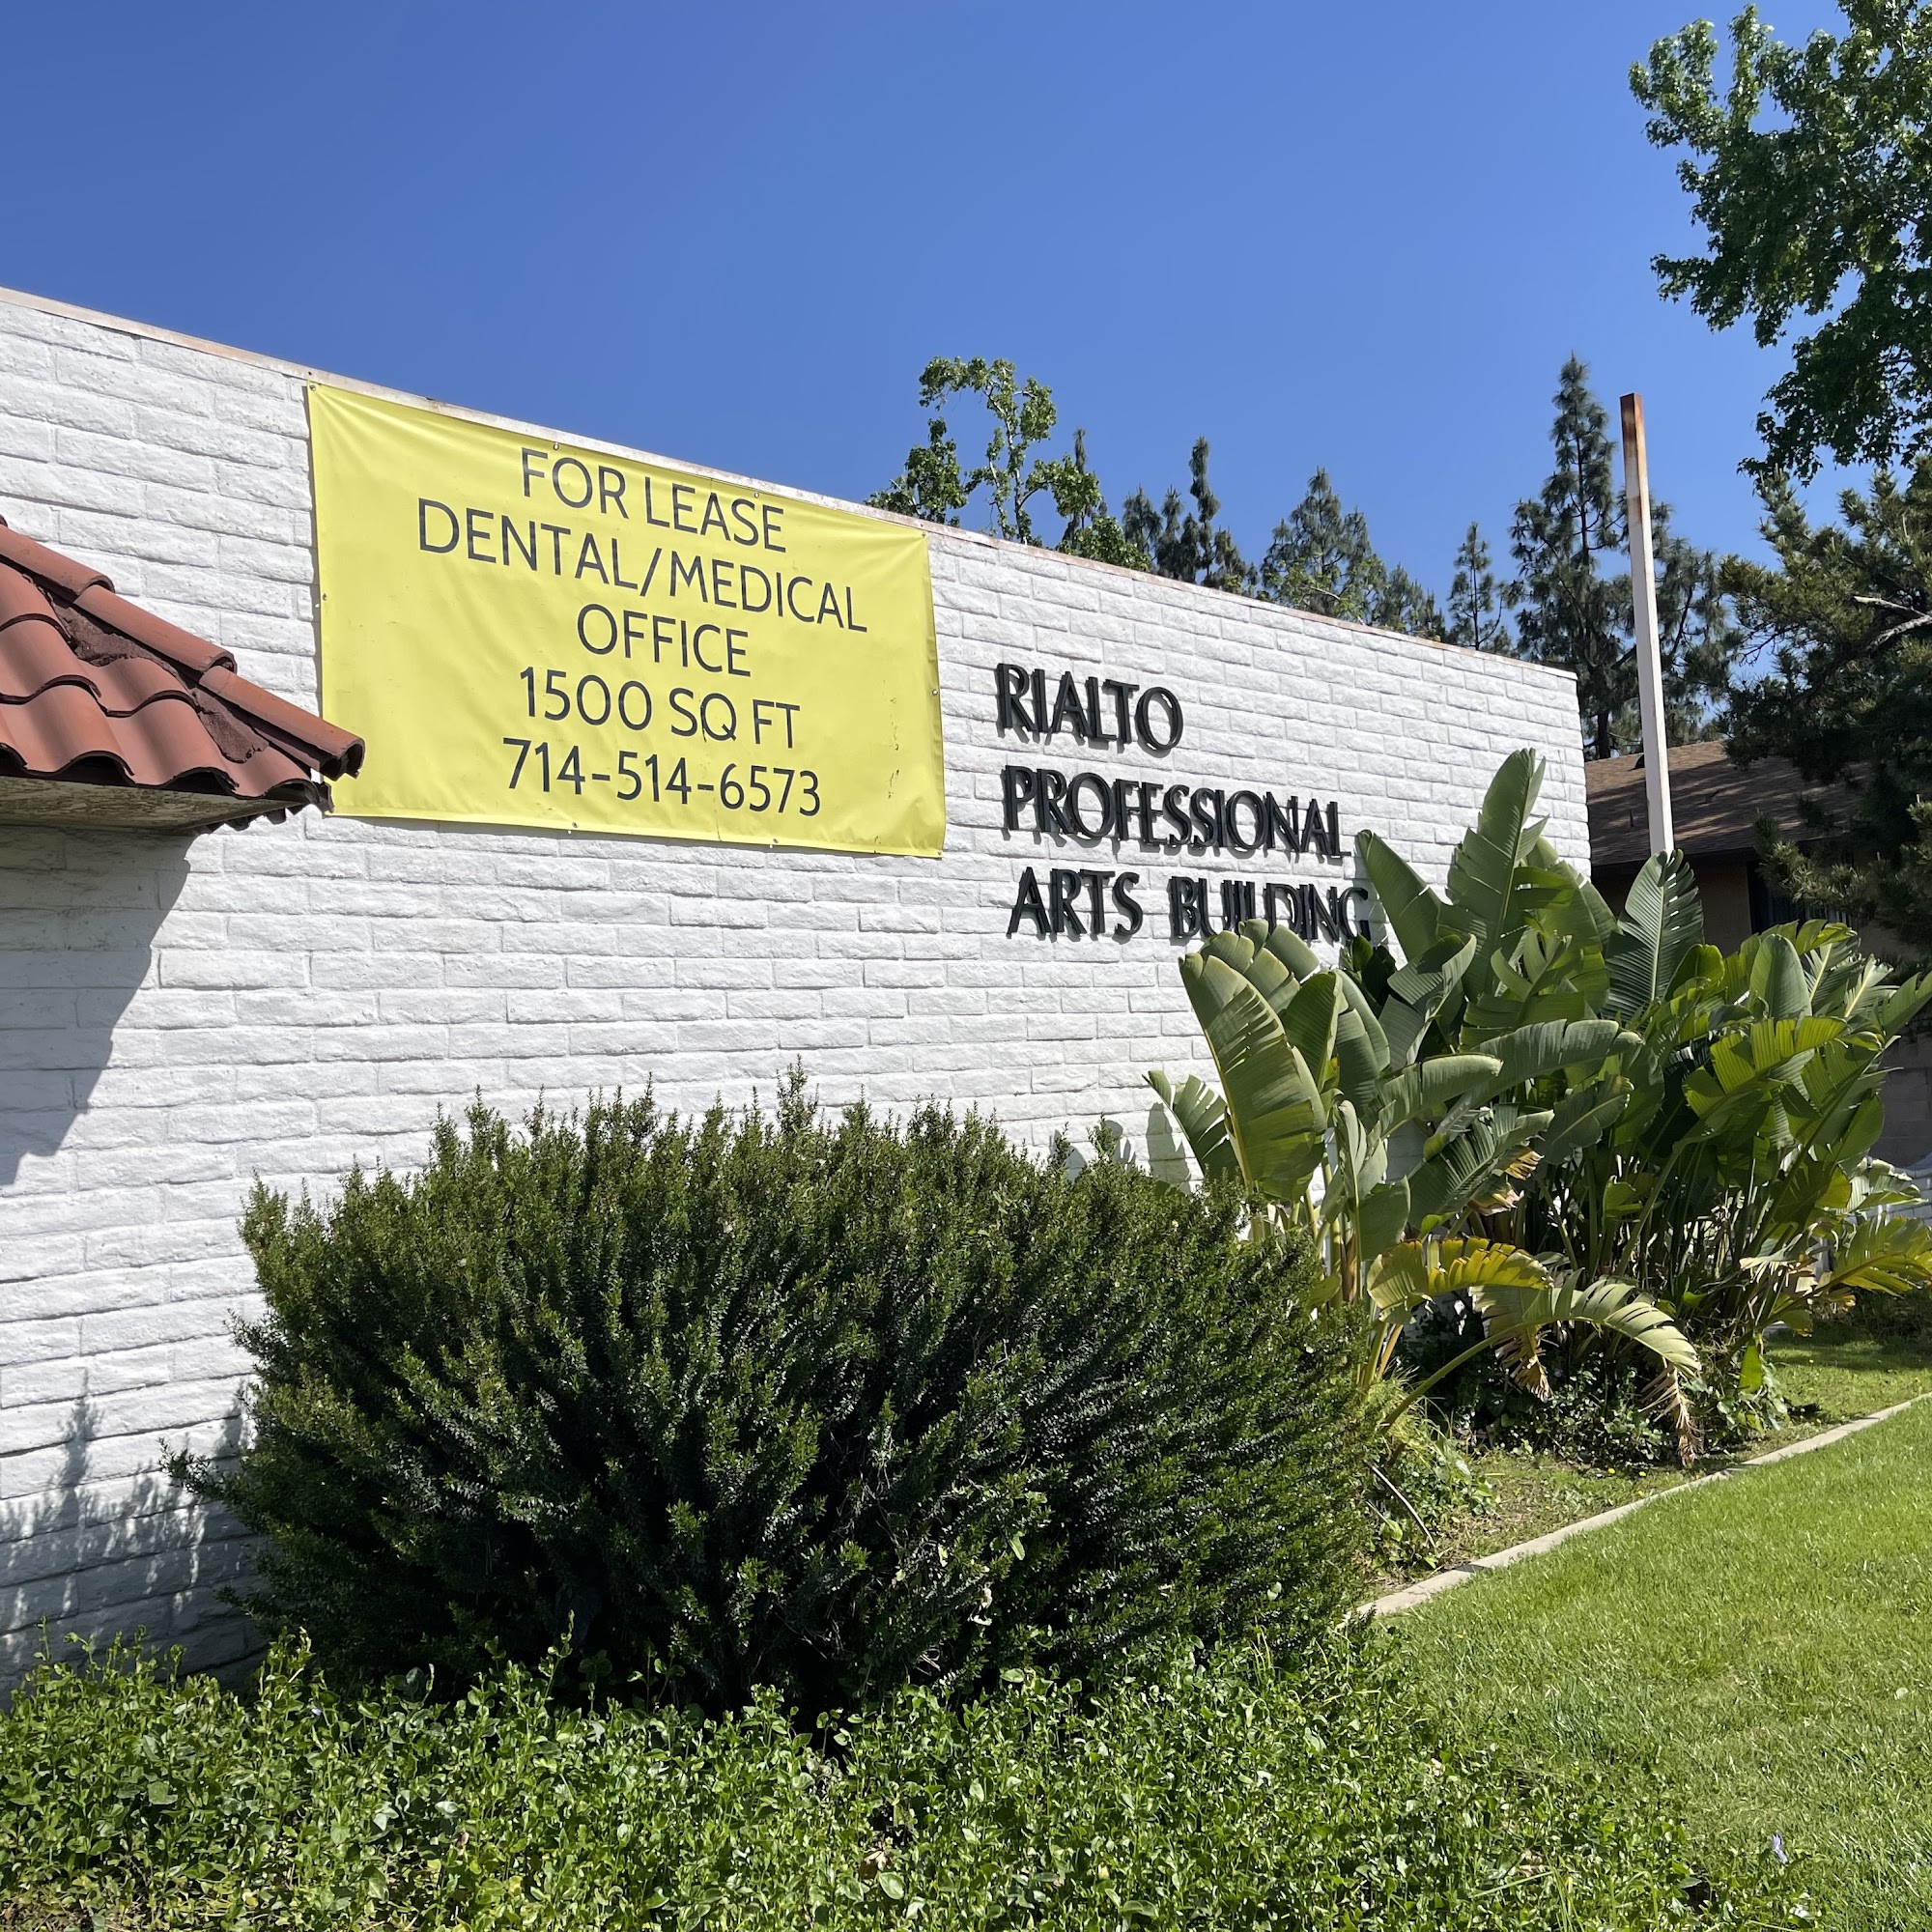 FOR LEASE
DENTAL/MEDICAL
OFFICE
1500 SQ FT
714-514-6573
RIALTO
PROFESSIONAL
ARTS BUILDING